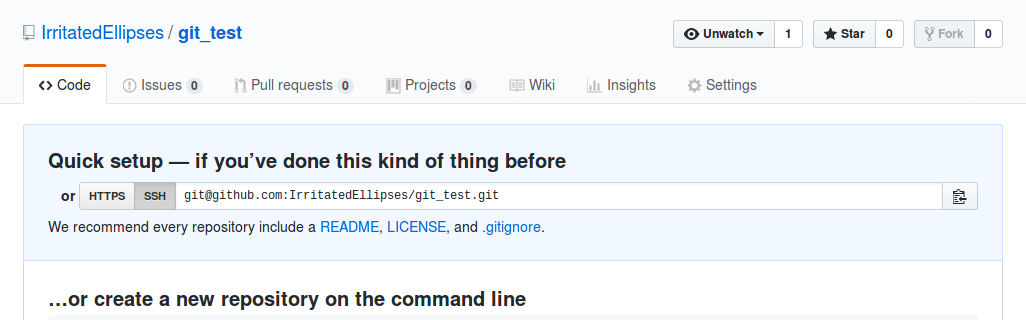 IrritatedEllipses / git_test
Unwatch 1 Star 0 Fork 0
Code Issues 0 Pull requests 0 Projects 0 Wiki Insights Settings
Quick setup — if you’ve done this kind of thing before
or HTTPS SSH git@github.com:IrritatedEllipses/git_test.git
We recommend every repository include a README, LICENSE, and .gitignore.
…or create a new repository on the command line